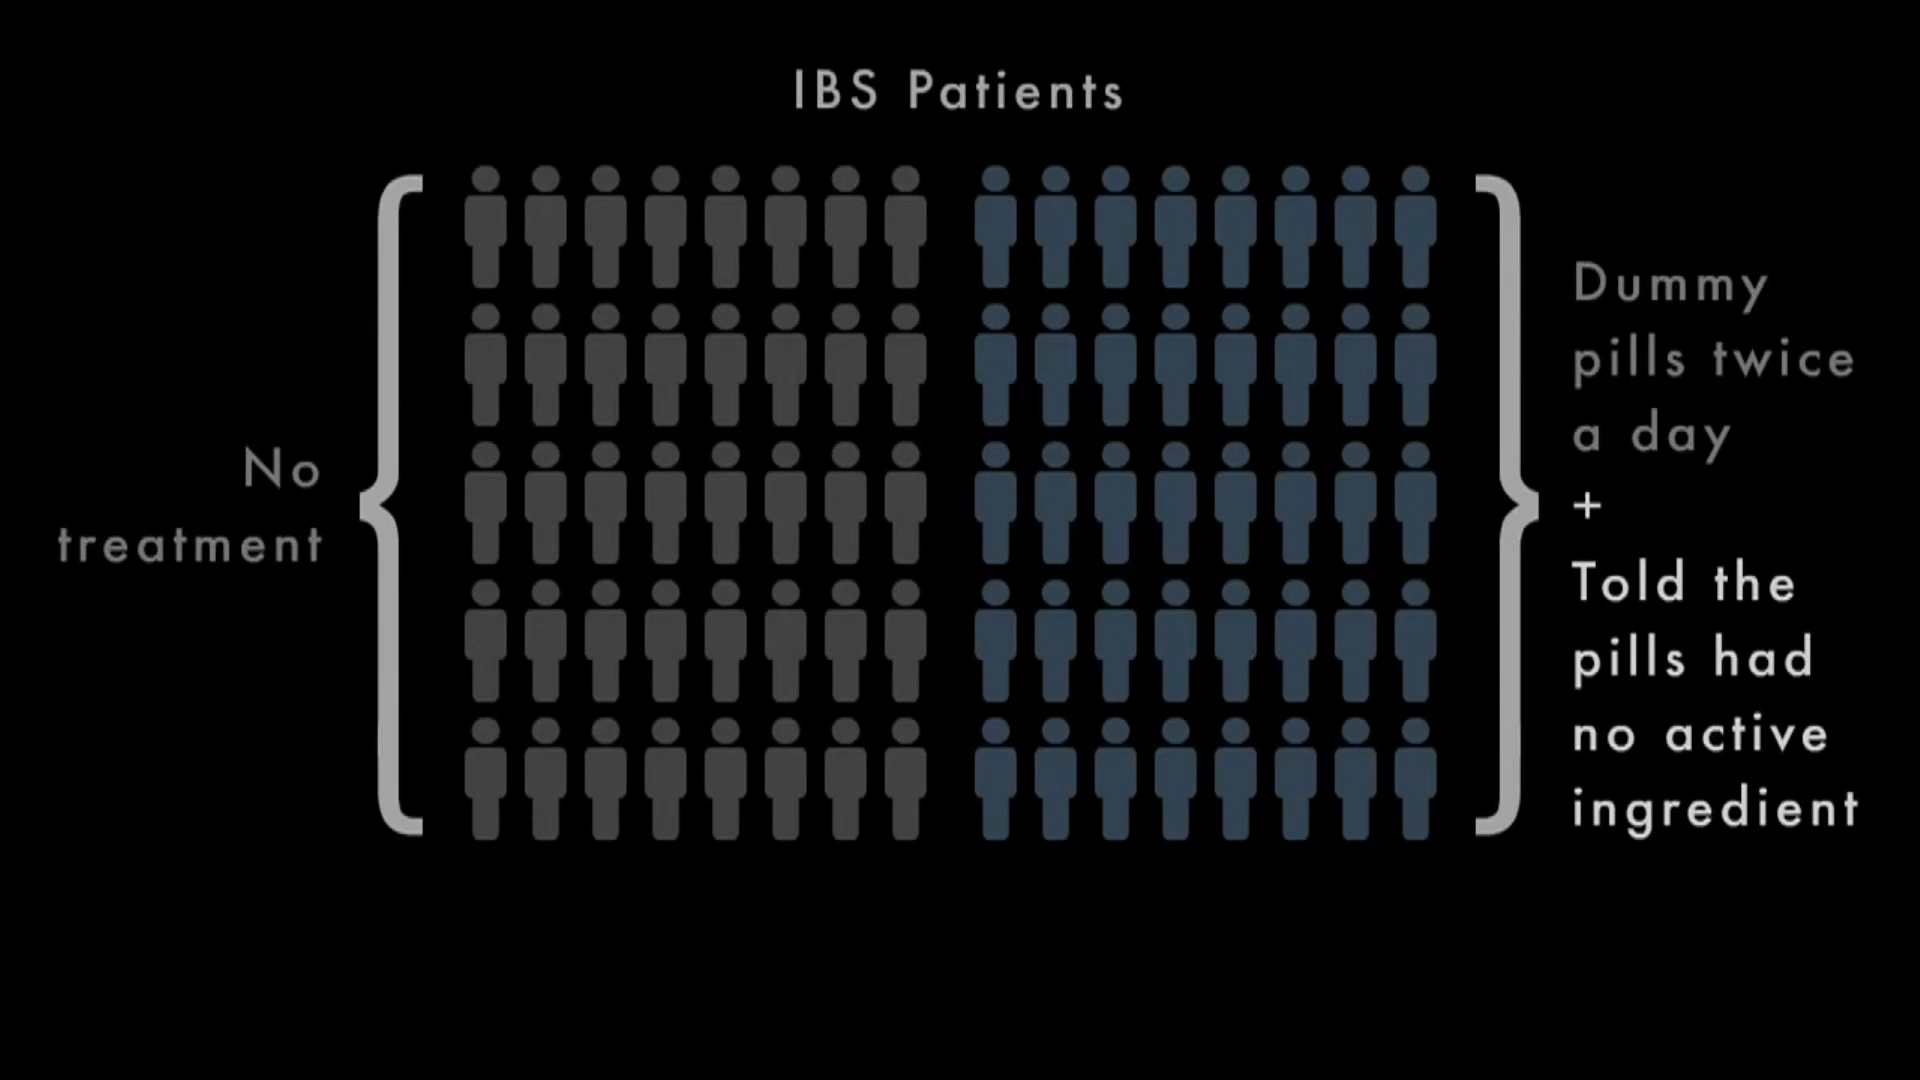 IBS Patients
No
treatment
Dummy
pills twice
a day
+
Told the
pills had
no active
ingredient